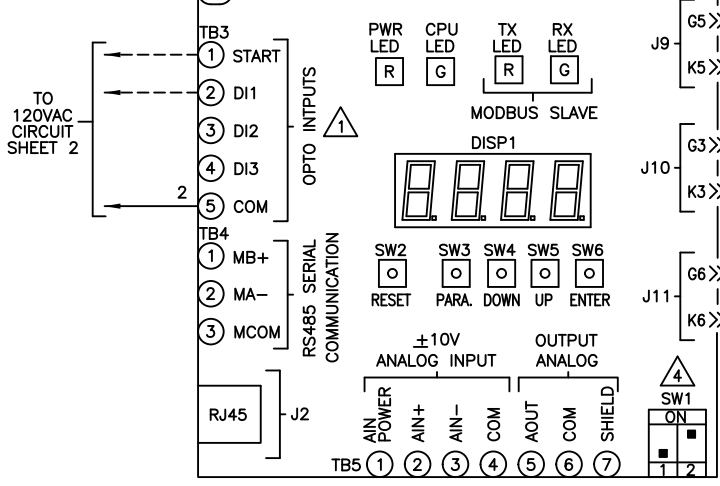 TB3
1 START
2 DI1
3 DI2
4 DI3
2
5 COM
TO
120VAC
CIRCUIT
SHEET 2
OPTO INTPUTS
1
PWR
LED
R
CPU
LED
G
TX
LED
R
RX
LED
G
MODBUS SLAVE
DISP1
8.8.8.8.
J9
G5
K5
J10
G3
K3
J11
G6
K6
TB4
1 MB+
2 MA-
3 MCOM
RS485 SERIAL
COMMUNICATION
SW2
RESET
SW3
PARA.
SW4
DOWN
SW5
UP
SW6
ENTER
RJ45
J2
±10V
ANALOG INPUT
OUTPUT
ANALOG
AIN
POWER
AIN+
AIN-
COM
AOUT
COM
SHIELD
TB5 1 2 3 4 5 6 7
4
SW1
ON
1 2